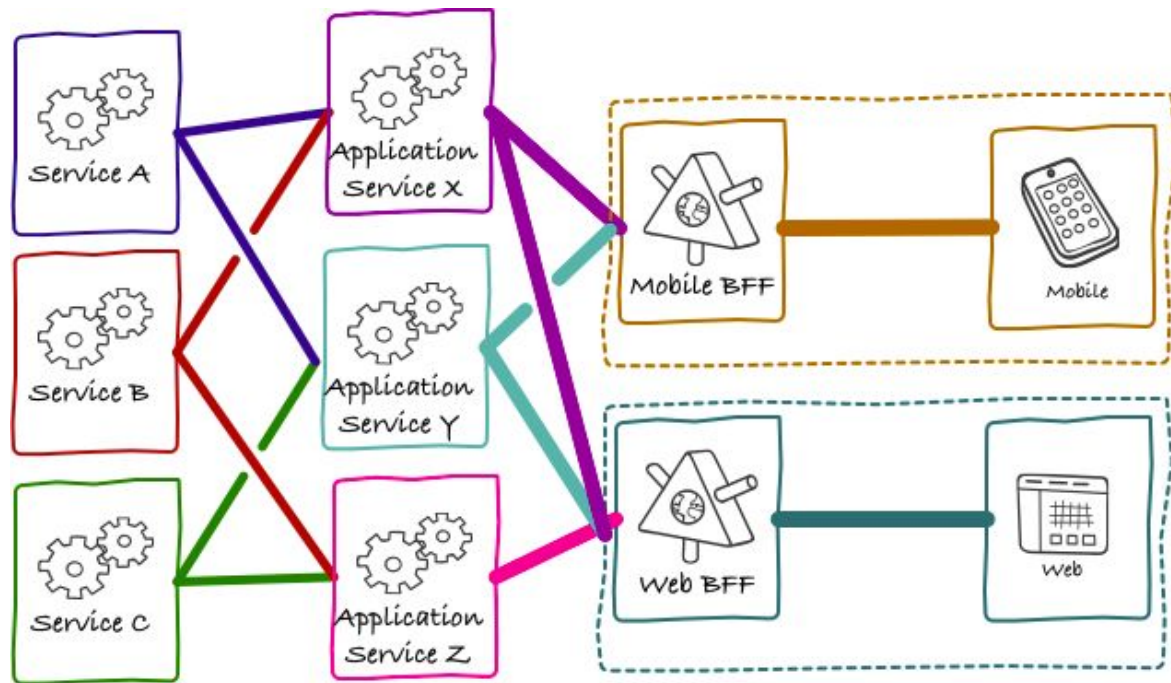 Service A
Application
Service X
Mobile BFF
Mobile
Service B
Application
Service Y
Service C
Application
Service Z
Web BFF
Web